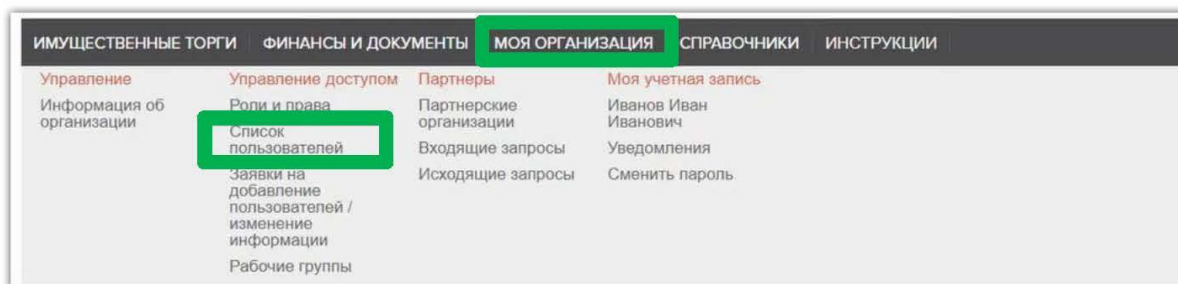 ИМУЩЕСТВЕННЫЕ ТОРГИ ФИНАНСЫ И ДОКУМЕНТЫ МОЯ ОРГАНИЗАЦИЯ СПРАВОЧНИКИ ИНСТРУКЦИИ
Управление
Информация об
организации
Управление доступом
Роли и права
Список
пользователей
Заявки на
добавление
пользователей /
изменение
информации
Рабочие группы
Партнеры
Партнерские
организации
Входящие запросы
Исходящие запросы
Моя учетная запись
Иванов Иван
Иванович
Уведомления
Сменить пароль